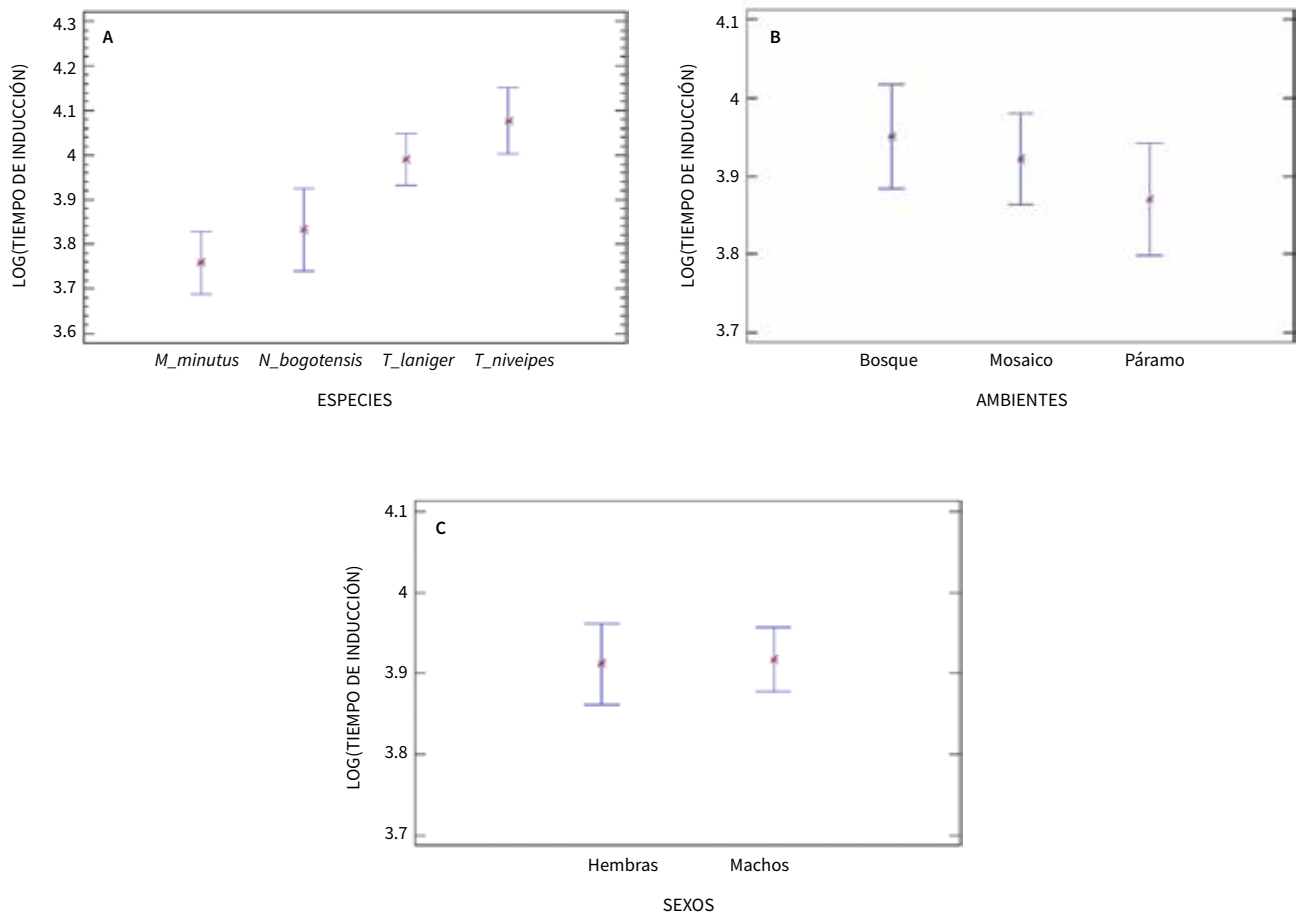 A
LOG(TIEMPO DE INDUCCIÓN)
4.3
4.2
4.1
4
3.9
3.8
3.7
3.6
M_minutus N_bogotensis T_laniger T_niveipes
ESPECIES
B
LOG(TIEMPO DE INDUCCIÓN)
4.1
4
3.9
3.8
3.7
Bosque Mosaico Páramo
AMBIENTES
C
LOG(TIEMPO DE INDUCCIÓN)
4.1
4
3.9
3.8
3.7
Hembras Machos
SEXOS